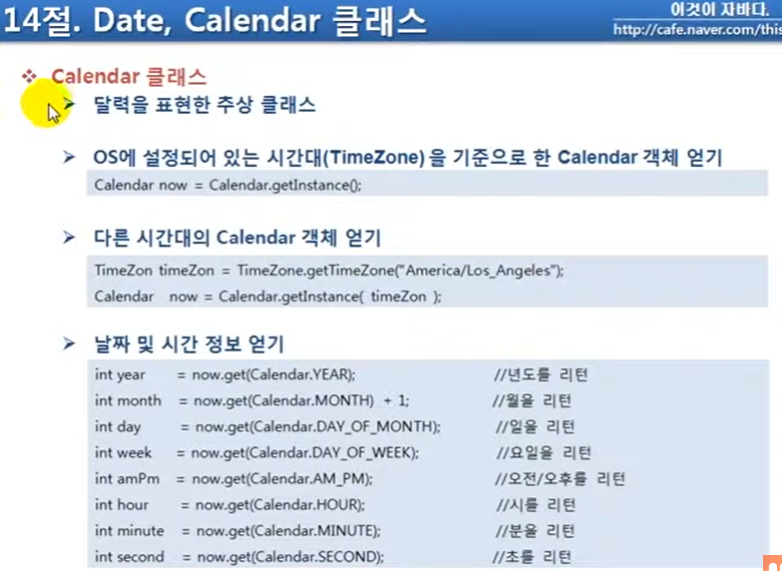 14절. Date, Calendar 클래스
이것이 자바다.
http://cafe.naver.com/this
Calendar 클래스
달력을 표현한 추상 클래스
OS에 설정되어 있는 시간대(TimeZone)을 기준으로 한 Calendar 객체 얻기
Calendar now = Calendar.getInstance();
다른 시간대의 Calendar 객체 얻기
TimeZon timeZon = TimeZone.getTimeZone("America/Los_Angeles");
Calendar now = Calendar.getInstance( timeZon );
날짜 및 시간 정보 얻기
int year = now.get(Calendar.YEAR); //년도를 리턴
int month = now.get(Calendar.MONTH) + 1; //월을 리턴
int day = now.get(Calendar.DAY_OF_MONTH); //일을 리턴
int week = now.get(Calendar.DAY_OF_WEEK); //요일을 리턴
int amPm = now.get(Calendar.AM_PM); //오전/오후를 리턴
int hour = now.get(Calendar.HOUR); //시를 리턴
int minute = now.get(Calendar.MINUTE); //분을 리턴
int second = now.get(Calendar.SECOND); //초를 리턴